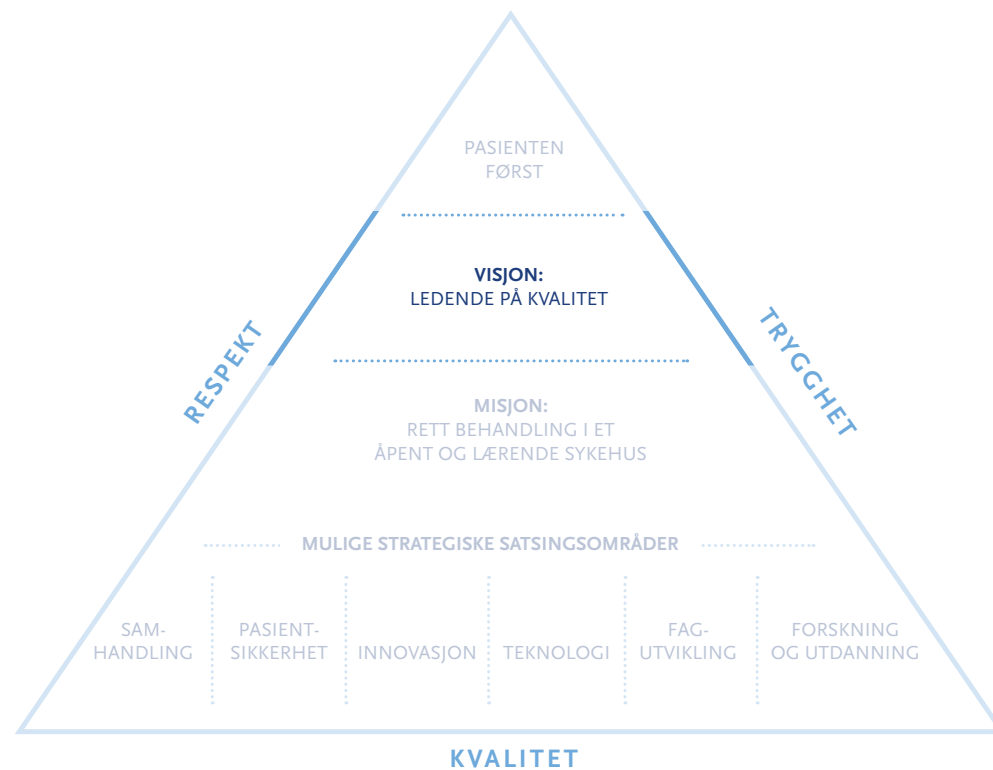 PASIENTEN
FØRST
VISJON:
LEDENDE PÅ KVALITET
RESPEKT
TRYGGHET
MISJON:
RETT BEHANDLING I ET
ÅPENT OG LÆRENDE SYKEHUS
MULIGE STRATEGISKE SATSINGSOMRÅDER
SAM-
HANDLING
PASIENT-
SIKKERHET
INNOVASJON
TEKNOLOGI
FAG-
UTVIKLING
FORSKNING
OG UTDANNING
KVALITET